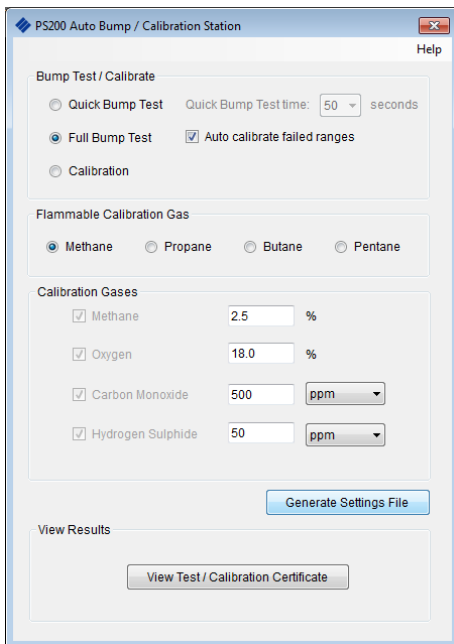 PS200 Auto Bump / Calibration Station
Help
Bump Test / Calibrate
Quick Bump Test Quick Bump Test time: 50 seconds
Full Bump Test Auto calibrate failed ranges
Calibration
Flammable Calibration Gas
Methane Propane Butane Pentane
Calibration Gases
Methane 2.5 %
Oxygen 18.0 %
Carbon Monoxide 500 ppm
Hydrogen Sulphide 50 ppm
Generate Settings File
View Results
View Test / Calibration Certificate